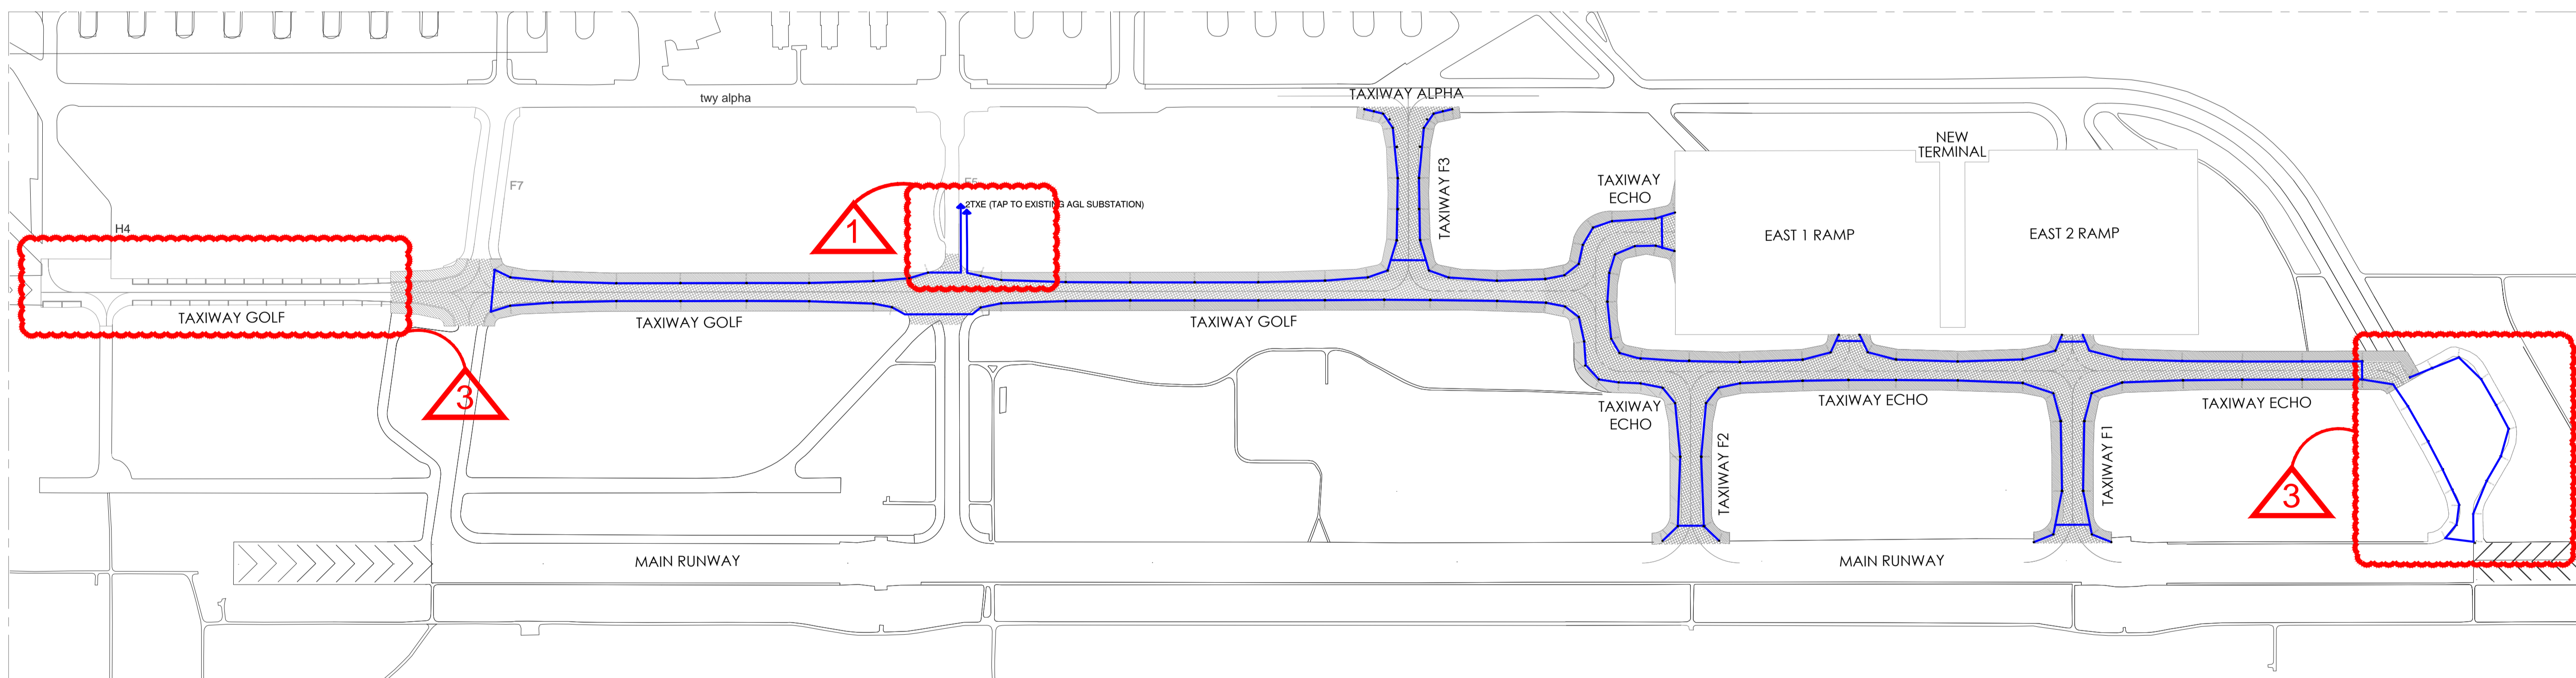 twy alpha
TAXIWAY ALPHA
NEW
TERMINAL
F7
F5
TAXIWAY F3
TAXIWAY
ECHO
1
2TXE (TAP TO EXISTING AGL SUBSTATION)
H4
EAST 1 RAMP
EAST 2 RAMP
TAXIWAY GOLF
TAXIWAY GOLF
TAXIWAY GOLF
3
TAXIWAY
ECHO
TAXIWAY ECHO
TAXIWAY ECHO
TAXIWAY F2
TAXIWAY F1
3
MAIN RUNWAY
MAIN RUNWAY